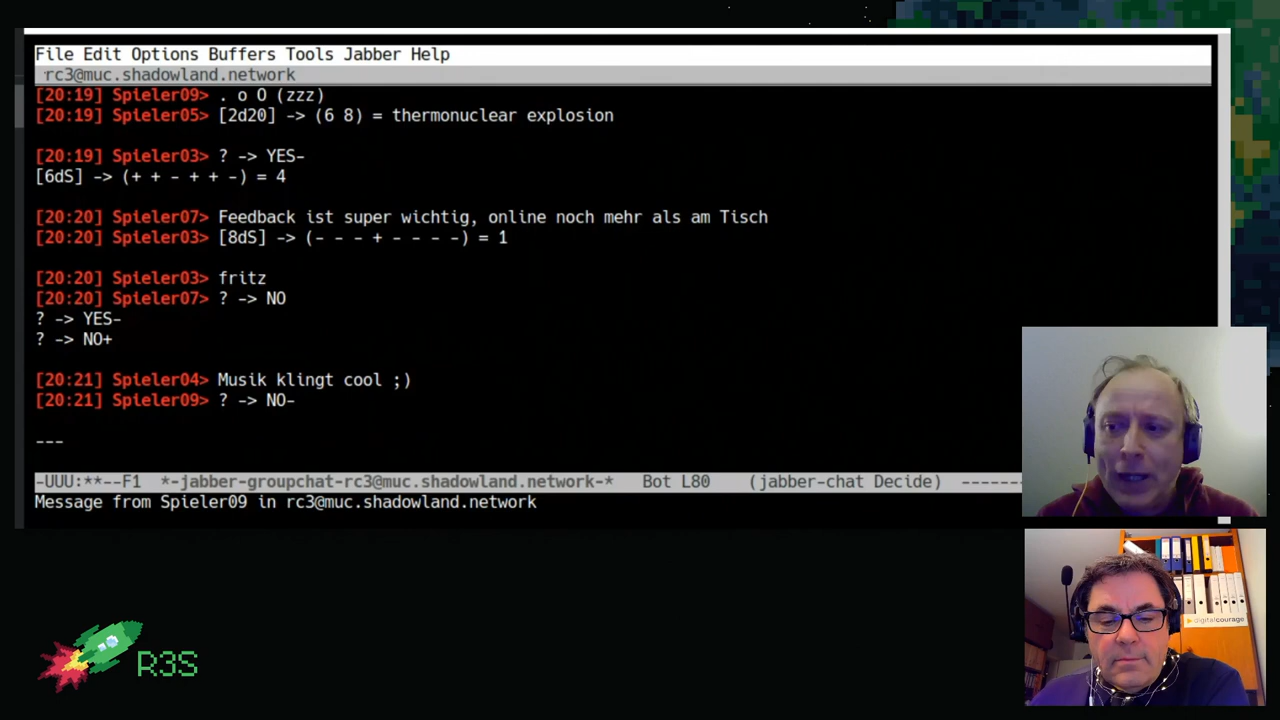 File Edit Options Buffers Tools Jabber Help
rc3@muc.shadowland.network
[20:19] Spieler09> . o O (zzz)
[20:19] Spieler05> [2d20] -> (6 8) = thermonuclear explosion
[20:19] Spieler03> ? -> YES-
[6dS] -> (+ + - + + -) = 4
[20:20] Spieler07> Feedback ist super wichtig, online noch mehr als am Tisch
[20:20] Spieler03> [8dS] -> (- - - + - - - -) = 1
[20:20] Spieler03> fritz
[20:20] Spieler07> ? -> NO
? -> YES-
? -> NO+
[20:21] Spieler04> Musik klingt cool ;)
[20:21] Spieler09> ? -> NO-
---
-UUU:**--F1 *-jabber-groupchat-rc3@muc.shadowland.network-* Bot L80 (jabber-chat Decide) -------
Message from Spieler09 in rc3@muc.shadowland.network
digitalcourage
R3S